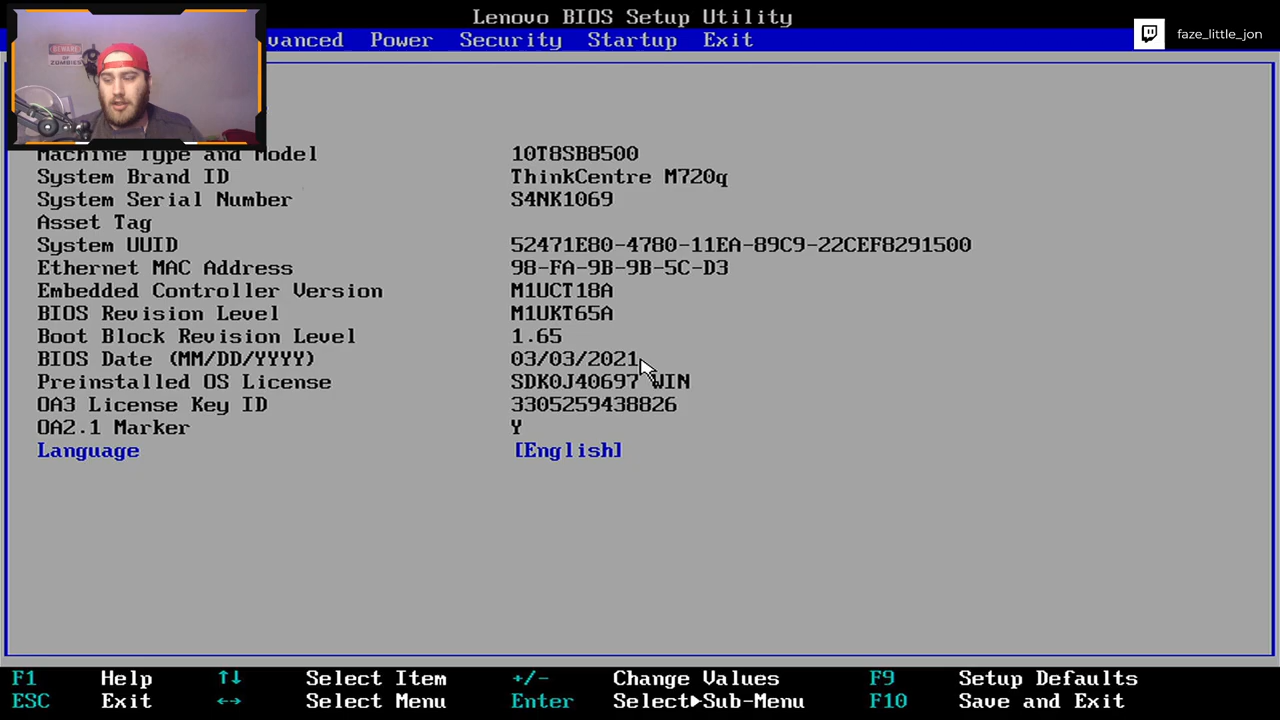 Lenovo BIOS Setup Utility
vanced Power Security Startup Exit
faze_little_jon
BEWARE
OF
ZOMBIES
Machine Type and Model 10T8SB8500
System Brand ID ThinkCentre M720q
System Serial Number S4NK1069
Asset Tag
System UUID 52471E80-4780-11EA-89C9-22CEF8291500
Ethernet MAC Address 98-FA-9B-9B-5C-D3
Embedded Controller Version M1UCT18A
BIOS Revision Level M1UKT65A
Boot Block Revision Level 1.65
BIOS Date (MM/DD/YYYY) 03/03/2021
Preinstalled OS License SDK0J40697 WIN
OA3 License Key ID 3305259438826
OA2.1 Marker Y
Language [English]
F1 Help ↑↓ Select Item +/- Change Values F9 Setup Defaults
ESC Exit ←→ Select Menu Enter Select▶Sub-Menu F10 Save and Exit